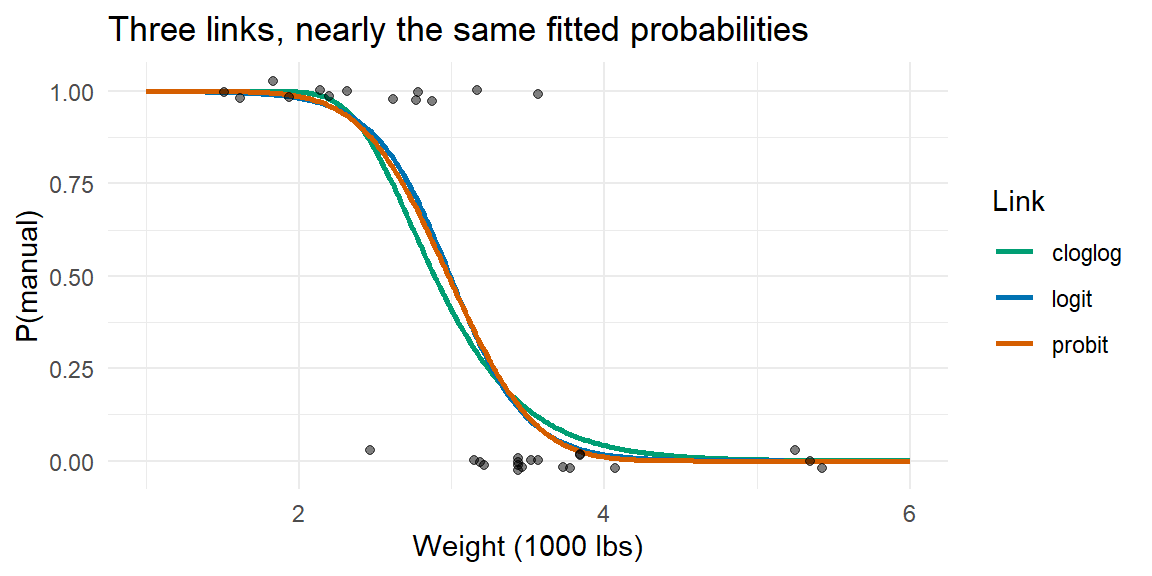 Three links, nearly the same fitted probabilities
P(manual)
1.00
0.75
0.50
0.25
0.00
2
4
6
Weight (1000 lbs)
Link
cloglog
logit
probit